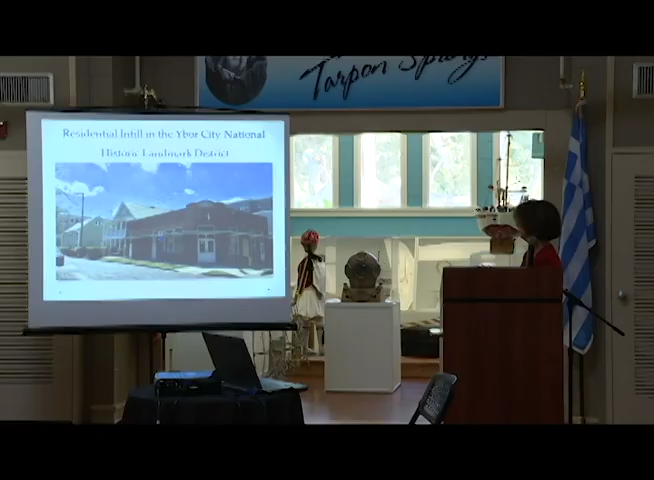 Tarpon Springs
Residential Infill in the Ybor City National
Historic Landmark District